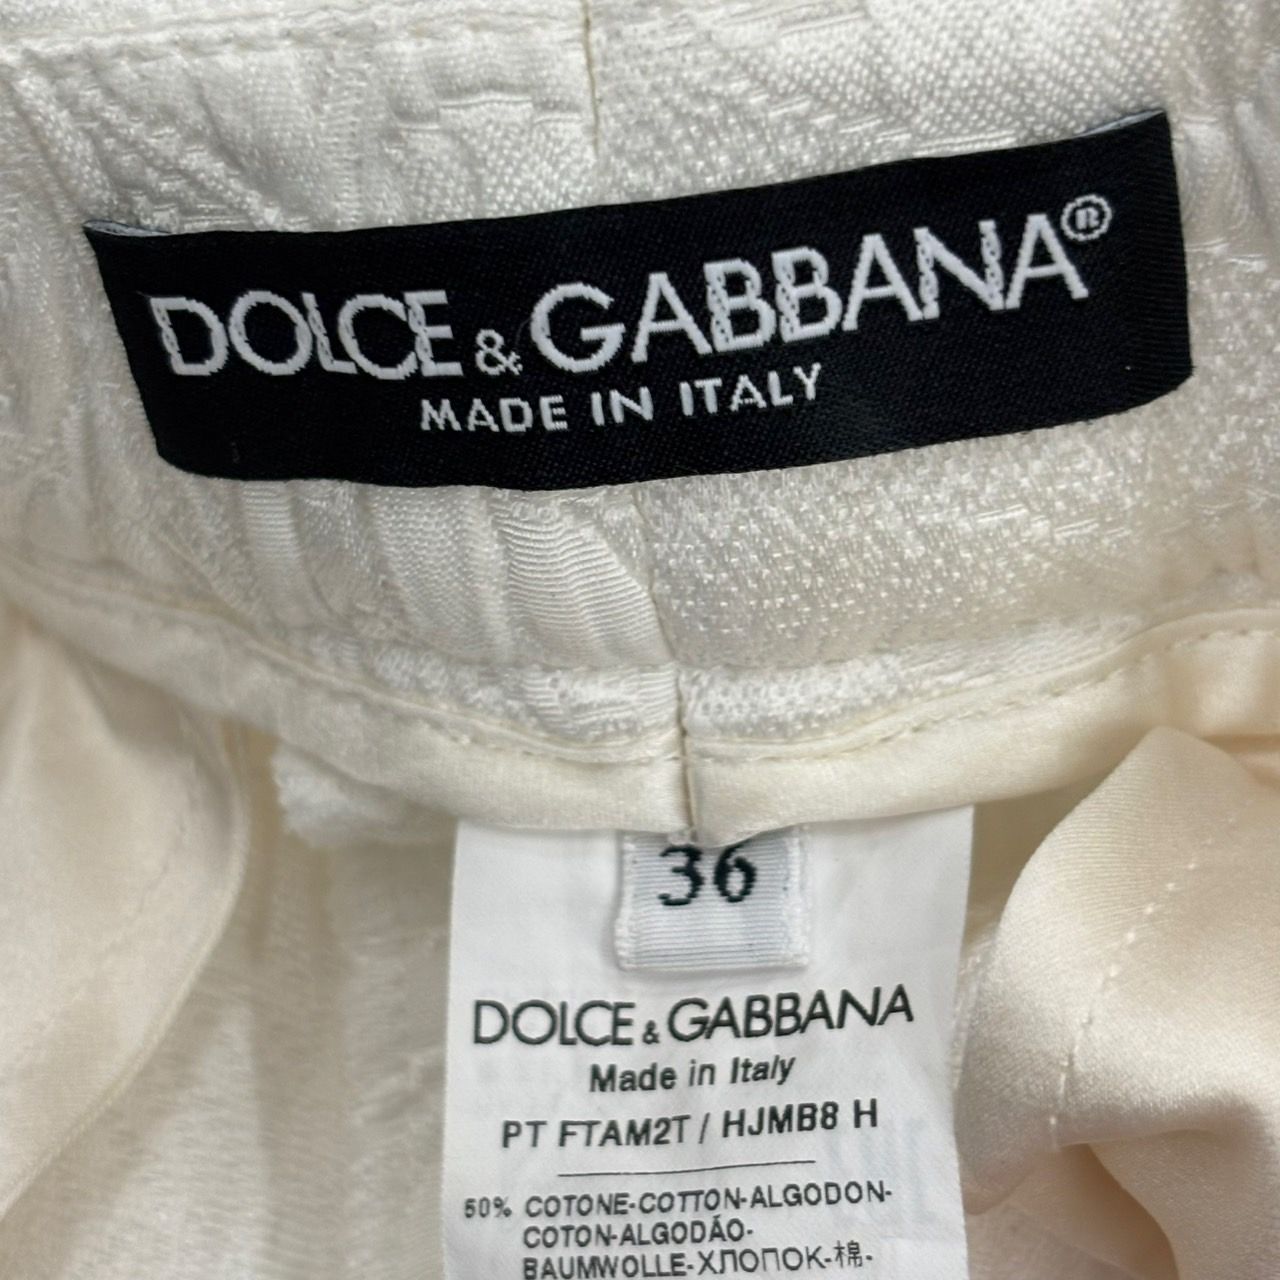 DOLCE & GABBANA®
MADE IN ITALY
36
DOLCE & GABBANA
Made in Italy
PT FTAM2T / HJMB8 H
50% COTONE-COTTON-ALGODON-
COTON-ALGODÃO-
BAUMWOLLE-ХЛОПОК-棉-